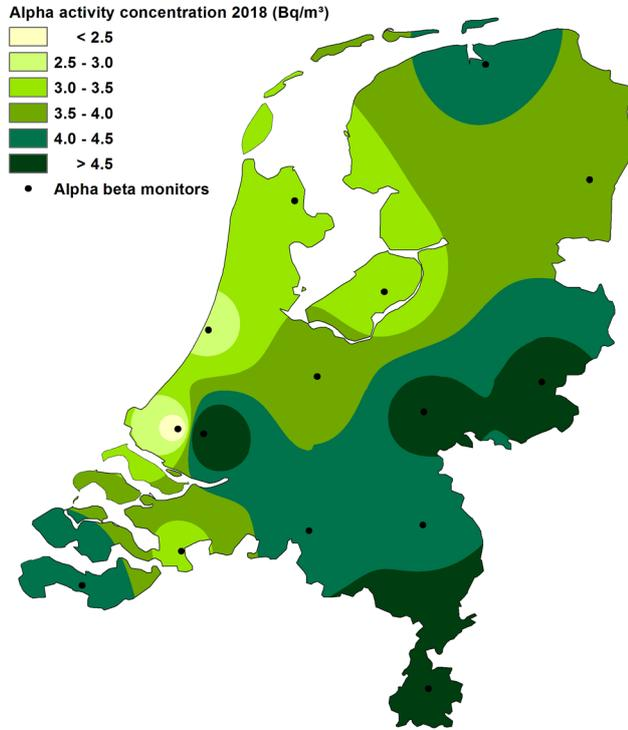 Alpha activity concentration 2018 (Bq/m³)
< 2.5
2.5 - 3.0
3.0 - 3.5
3.5 - 4.0
4.0 - 4.5
> 4.5
Alpha beta monitors